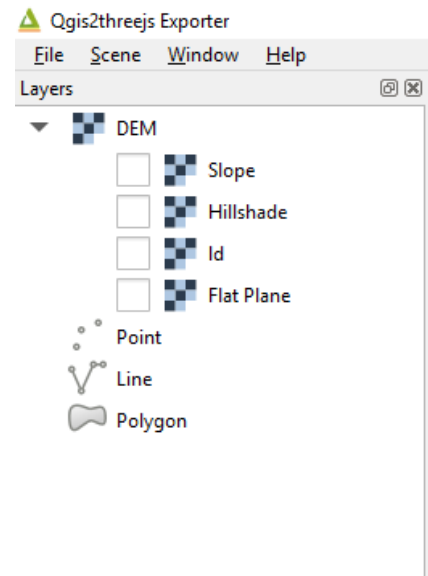 Qgis2threejs Exporter
File Scene Window Help
Layers
DEM
Slope
Hillshade
Id
Flat Plane
Point
Line
Polygon